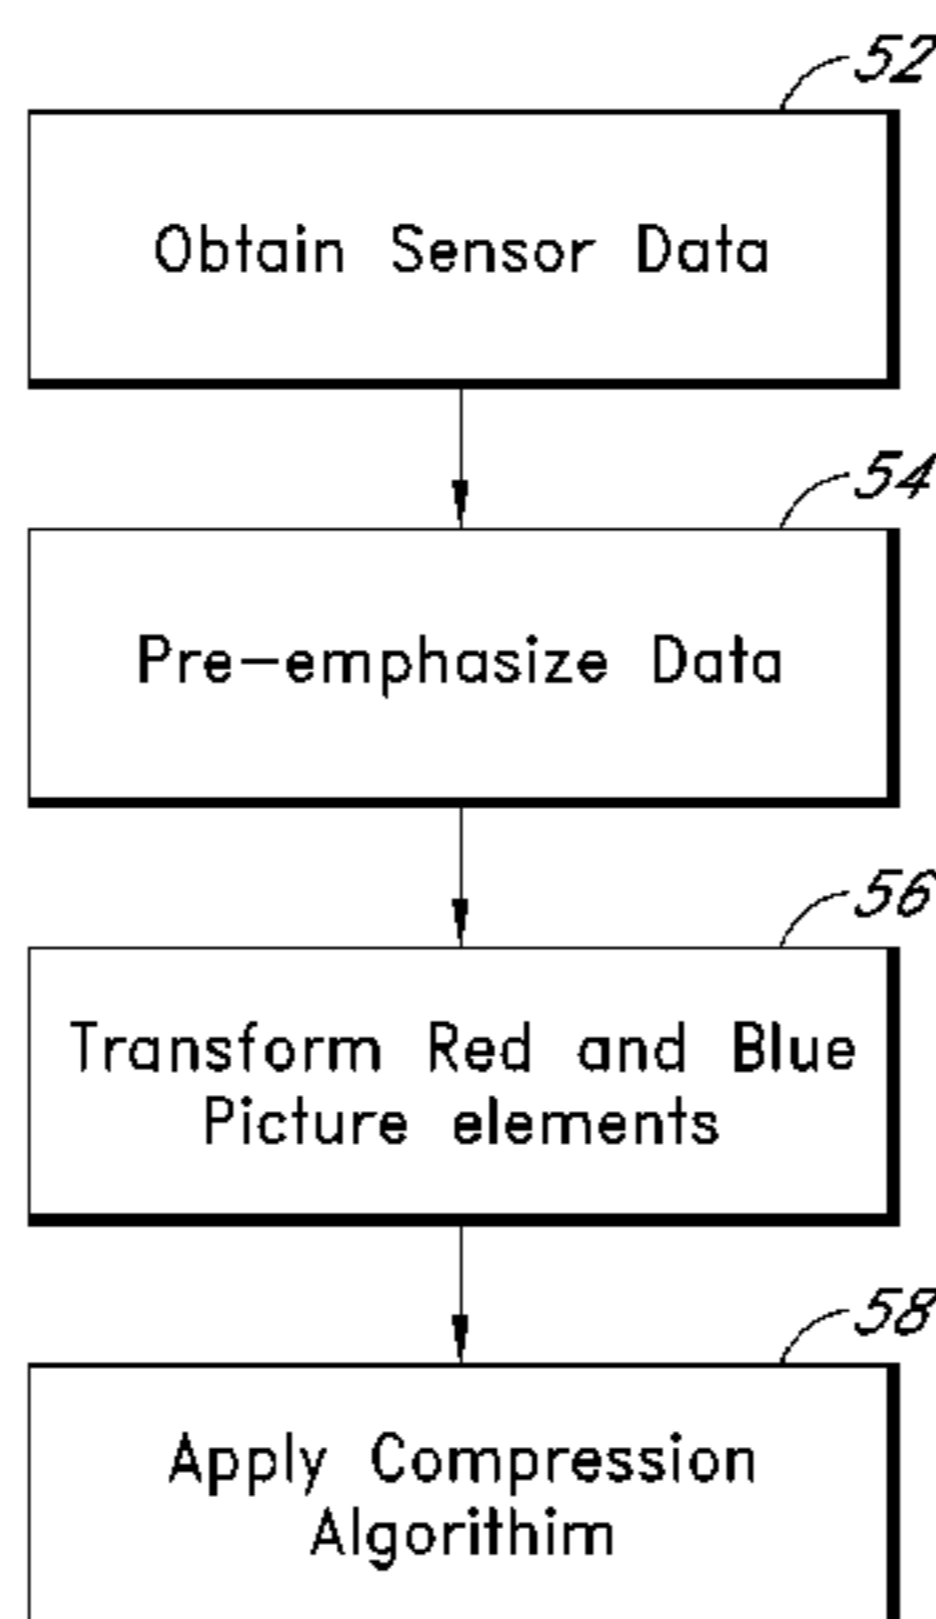 52
Obtain Sensor Data
54
Pre-emphasize Data
56
Transform Red and Blue
Picture elements
58
Apply Compression
Algorithim